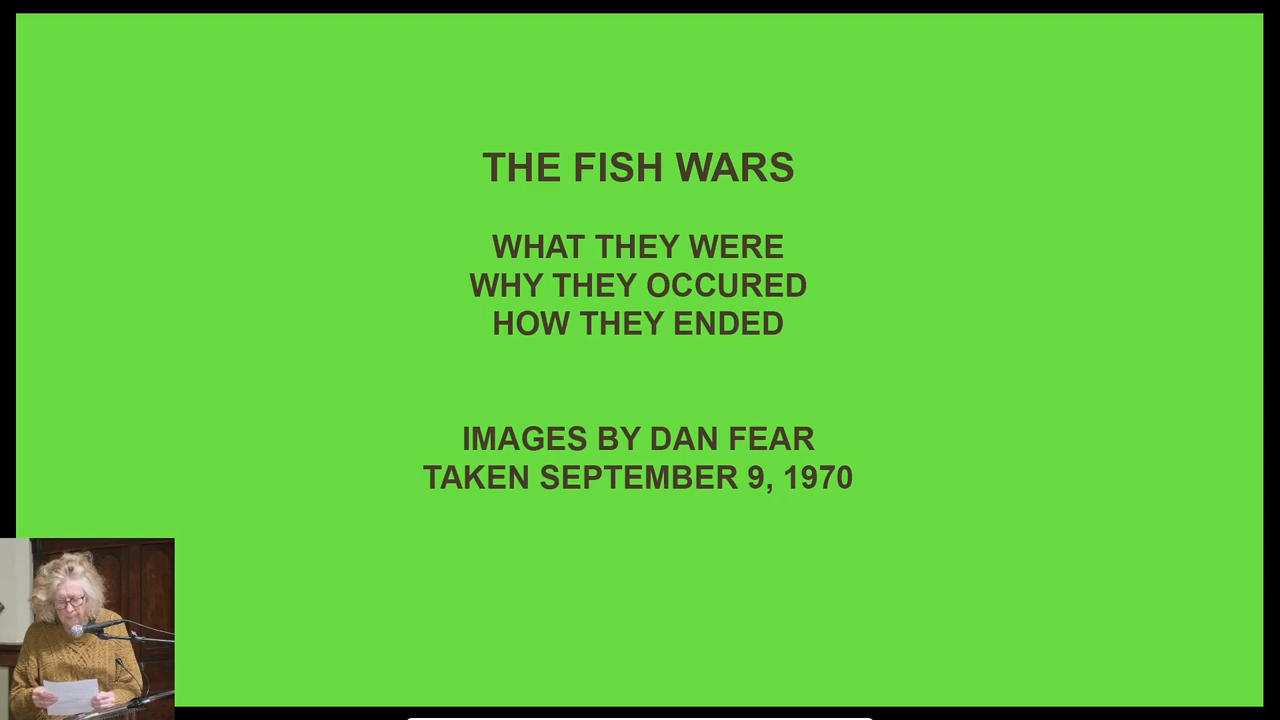 THE FISH WARS
WHAT THEY WERE
WHY THEY OCCURED
HOW THEY ENDED
IMAGES BY DAN FEAR
TAKEN SEPTEMBER 9, 1970